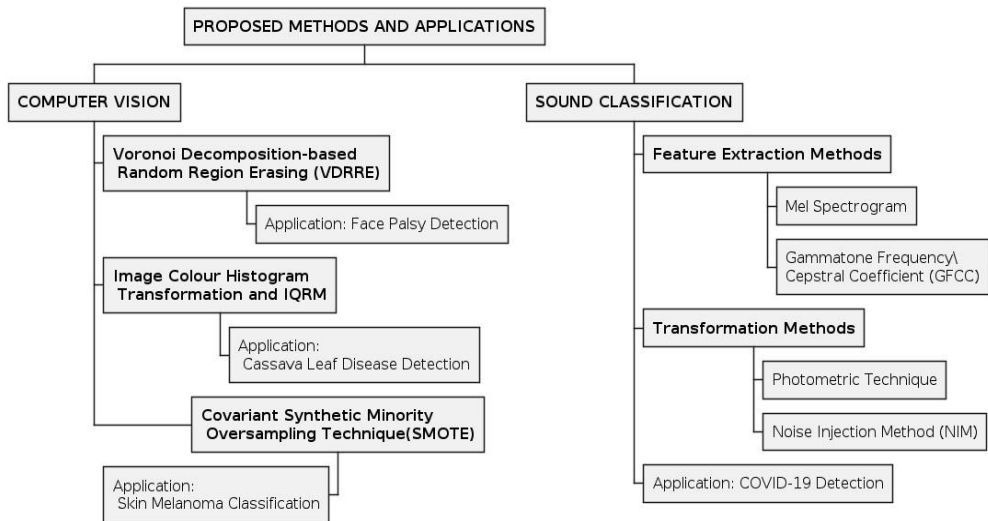 PROPOSED METHODS AND APPLICATIONS
COMPUTER VISION
Voronoi Decomposition-based
Random Region Erasing (VDRRE)
Application: Face Palsy Detection
Image Colour Histogram
Transformation and IQRM
Application:
Cassava Leaf Disease Detection
Covariant Synthetic Minority
Oversampling Technique(SMOTE)
Application:
Skin Melanoma Classification
SOUND CLASSIFICATION
Feature Extraction Methods
Mel Spectrogram
Gammatone Frequency\
Cepstral Coefficient (GFCC)
Transformation Methods
Photometric Technique
Noise Injection Method (NIM)
Application: COVID-19 Detection